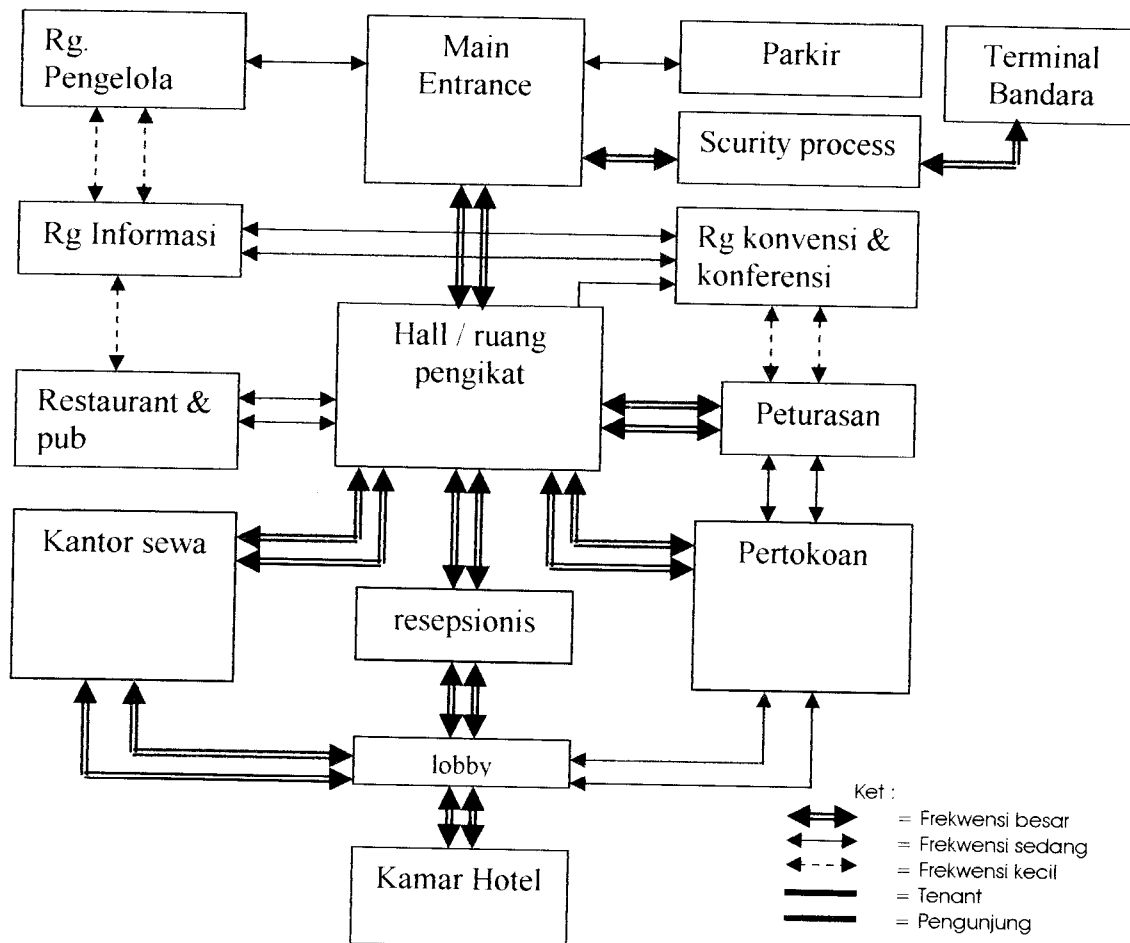 Rg.
Pengelola
Main
Entrance
Parkir
Terminal
Bandara
Scurity process
Rg Informasi
Rg konvensi &
konferensi
Hall / ruang
pengikat
Restaurant &
pub
Peturasan
Kantor sewa
Pertokoan
resepsionis
lobby
Kamar Hotel
Ket :
= Frekwensi besar
= Frekwensi sedang
= Frekwensi kecil
= Tenant
= Pengunjung